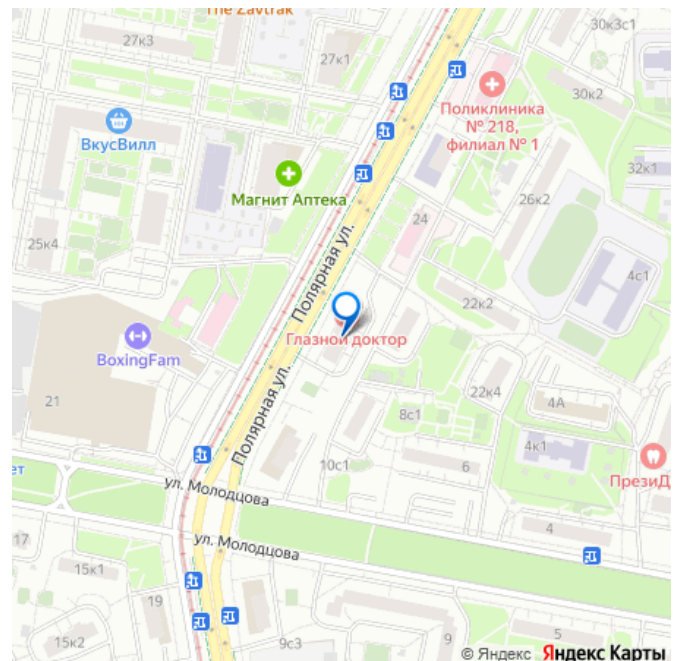 The Zavtrak
27к3
27к1
30к3с1
30к2
Поликлиника
№ 218,
филиал № 1
ВкусВилл
Магнит Аптека
32к1
26к2
24
25к4
4с1
Полярная ул.
22к2
Глазной доктор
BoxingFam
21
22к4
4А
8с1
Полярная ул.
4к1
ет
10с1
6
ПрезиД
ул. Молодцова
4
17
ул. Молодцова
15к1
19
15к2
9с3
9
5
© Яндекс Яндекс Карты